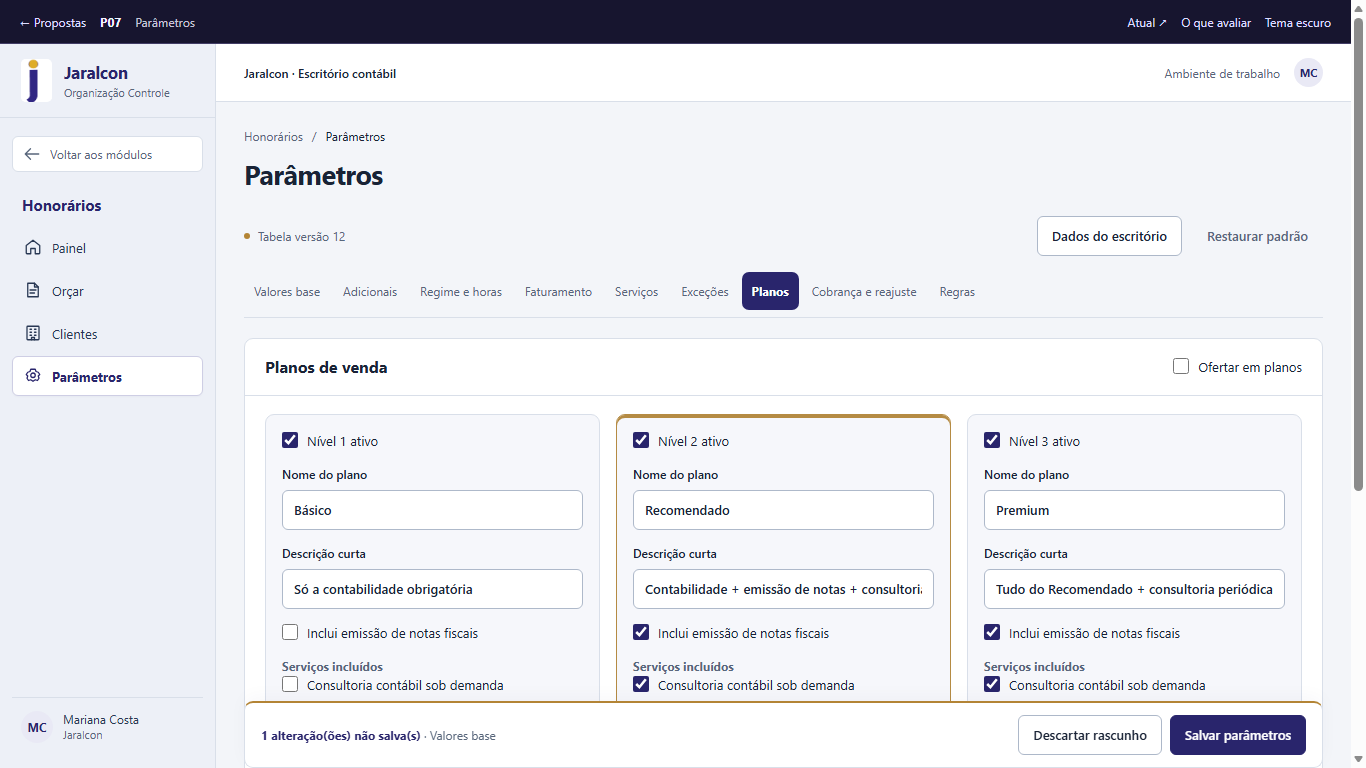 ← Propostas P07 Parâmetros
Atual ↗ O que avaliar Tema escuro
Jaralcon
Organização Controle
Jaralcon · Escritório contábil
Ambiente de trabalho MC
Voltar aos módulos
Honorários
Painel
Orçar
Clientes
Parâmetros
MC
Mariana Costa
Jaralcon
Honorários / Parâmetros
Parâmetros
Tabela versão 12
Dados do escritório
Restaurar padrão
Valores base Adicionais Regime e horas Faturamento Serviços Exceções Planos Cobrança e reajuste Regras
Planos de venda
Ofertar em planos
Nível 1 ativo
Nome do plano
Básico
Descrição curta
Só a contabilidade obrigatória
Inclui emissão de notas fiscais
Serviços incluídos
Consultoria contábil sob demanda
Nível 2 ativo
Nome do plano
Recomendado
Descrição curta
Contabilidade + emissão de notas + consultoria
Inclui emissão de notas fiscais
Serviços incluídos
Consultoria contábil sob demanda
Nível 3 ativo
Nome do plano
Premium
Descrição curta
Tudo do Recomendado + consultoria periódica
Inclui emissão de notas fiscais
Serviços incluídos
Consultoria contábil sob demanda
1 alteração(ões) não salva(s) · Valores base
Descartar rascunho
Salvar parâmetros